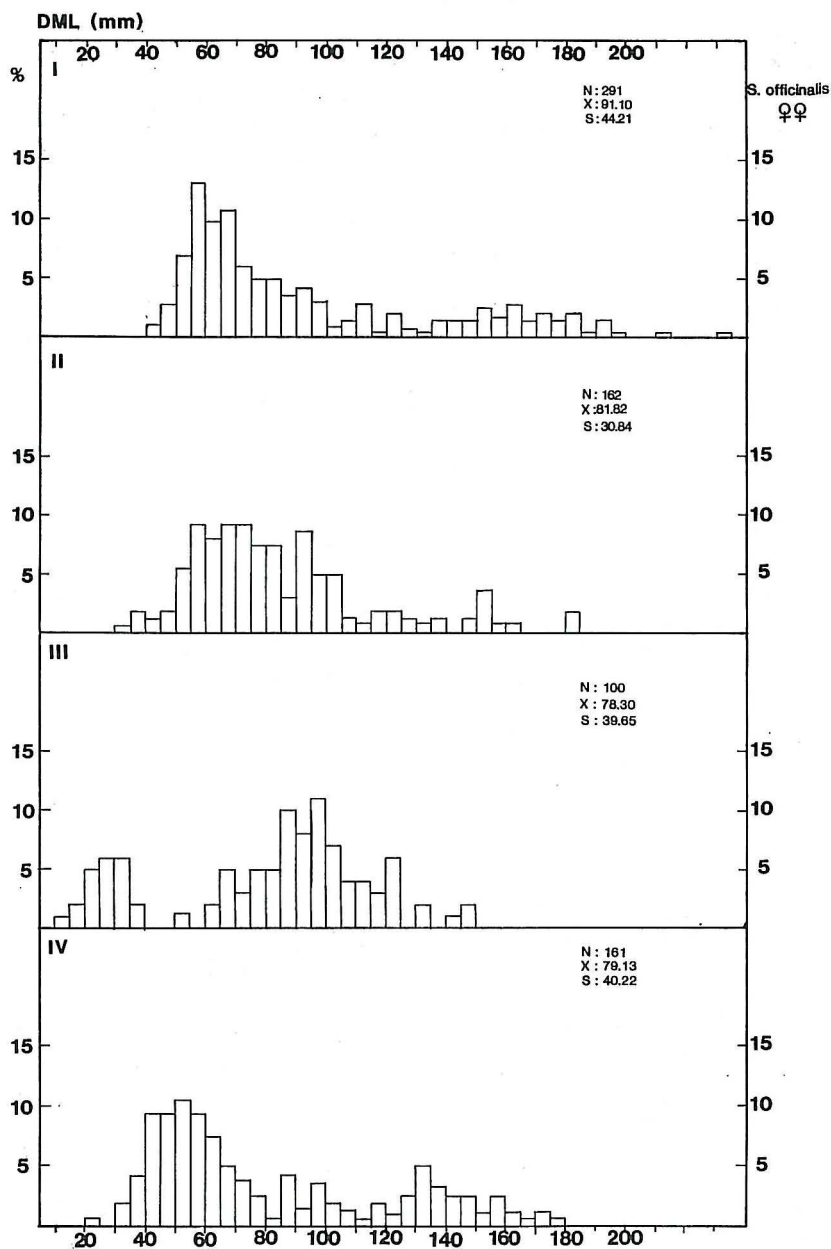 DML (mm)
20 40 60 80 100 120 140 160 180 200
%
I
N: 291
X: 91.10
S: 44.21
S. officinalis
♀♀
15 15
10 10
5 5
II
N: 162
X: 81.82
S: 30.84
15 15
10 10
5 5
III
N: 100
X: 78.30
S: 39.65
15 15
10 10
5 5
IV
N: 161
X: 79.13
S: 40.22
15 15
10 10
5 5
20 40 60 80 100 120 140 160 180 200